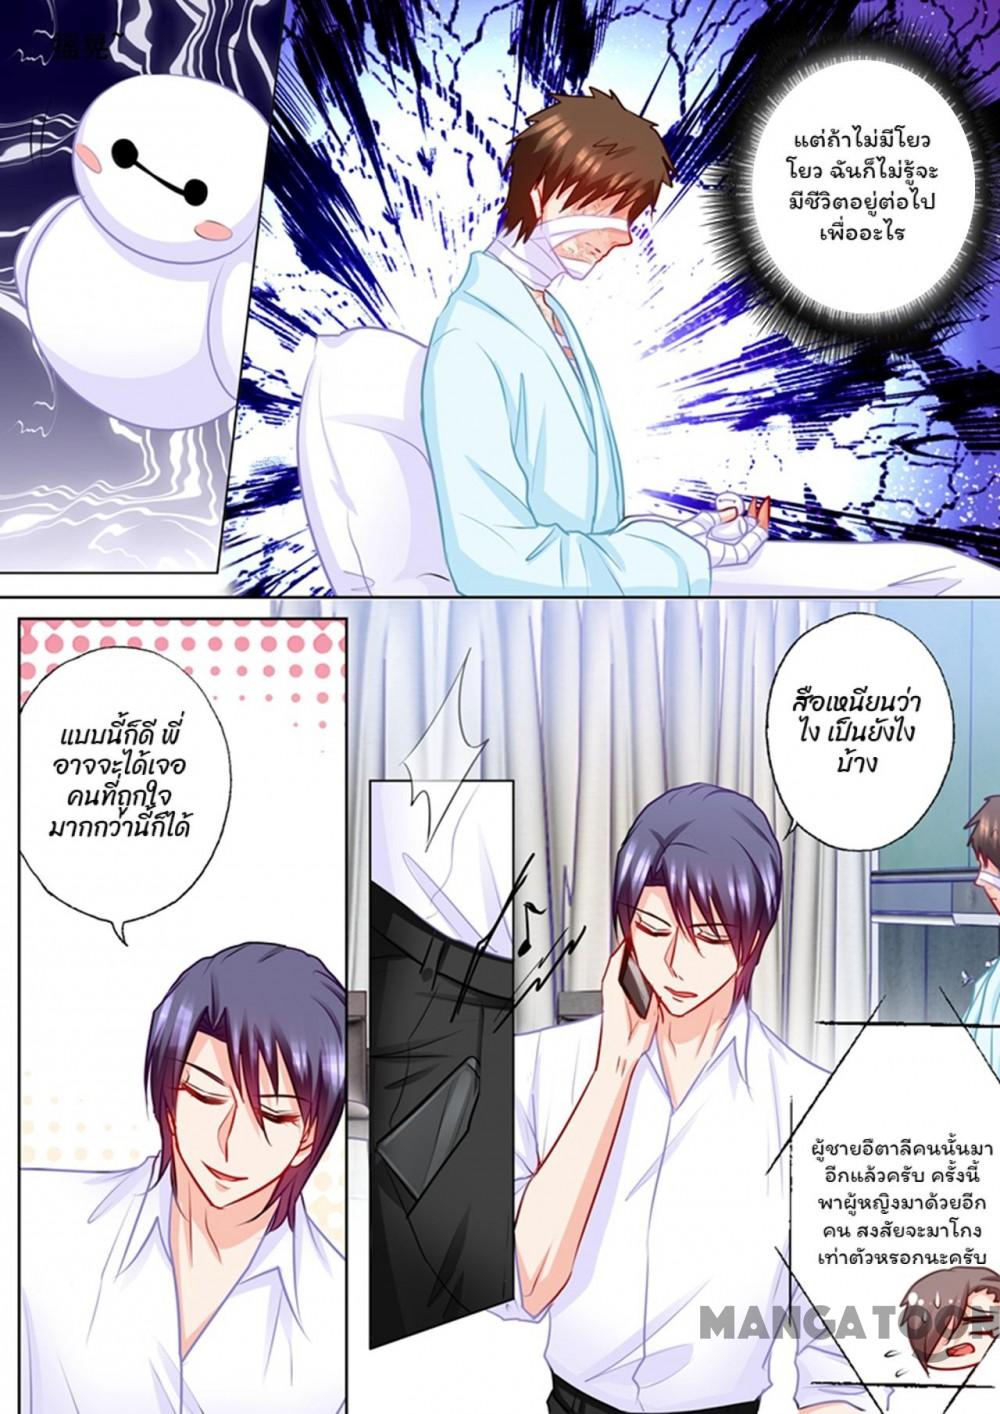 摇晃~
แต่ถ้าไม่มีโยว
โยว ฉันก็ไม่รู้จะ
มีชีวิตอยู่ต่อไป
เพื่ออะไร
แบบนี้ก็ดี พี่
อาจจะได้เจอ
คนที่ถูกใจ
มากกว่านี้ก็ได้
สือเหนียนว่า
ไง เป็นยังไง
บ้าง
ผู้ชายอีตาลีคนนั้นมา
อีกแล้วครับ ครั้งนี้
พาผู้หญิงมาด้วยอีก
คน สงสัยจะมาโกง
เท่าตัวหรอกนะครับ
MANGATOON